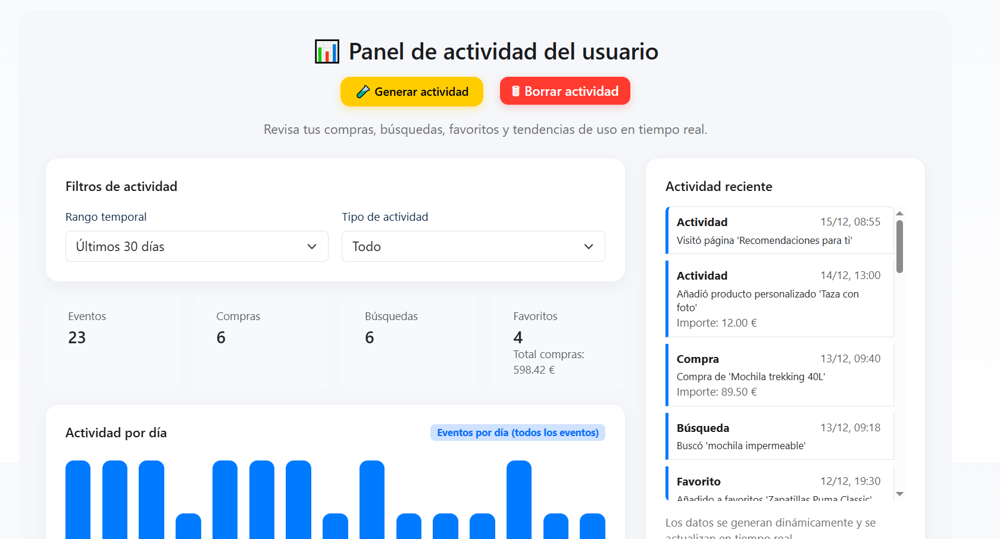 Panel de actividad del usuario
Generar actividad
Borrar actividad
Revisa tus compras, búsquedas, favoritos y tendencias de uso en tiempo real.
Filtros de actividad
Rango temporal
Últimos 30 días
Tipo de actividad
Todo
Eventos
23
Compras
6
Búsquedas
6
Favoritos
4
Total compras:
598.42 €
Actividad por día
Eventos por día (todos los eventos)
Actividad reciente
Actividad
15/12, 08:55
Visitó página 'Recomendaciones para ti'
Actividad
14/12, 13:00
Añadió producto personalizado 'Taza con
foto'
Importe: 12.00 €
Compra
13/12, 09:40
Compra de 'Mochila trekking 40L'
Importe: 89.50 €
Búsqueda
13/12, 09:18
Buscó 'mochila impermeable'
Favorito
12/12, 19:30
Añadido a favoritos 'Zapatillas Puma Classic'
Los datos se generan dinámicamente y se
actualizan en tiempo real